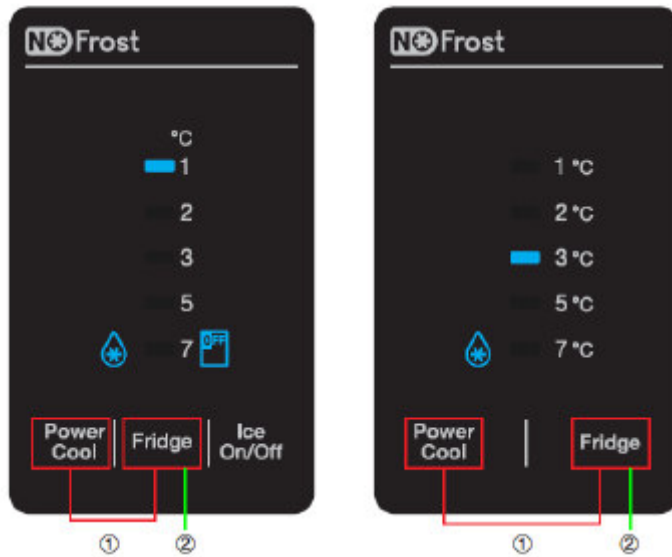 NO Frost
°C
1
2
3
5
7 OFF
Power Cool
Fridge
Ice On/Off
① ②
NO Frost
1 °C
2 °C
3 °C
5 °C
7 °C
Power Cool
Fridge
① ②